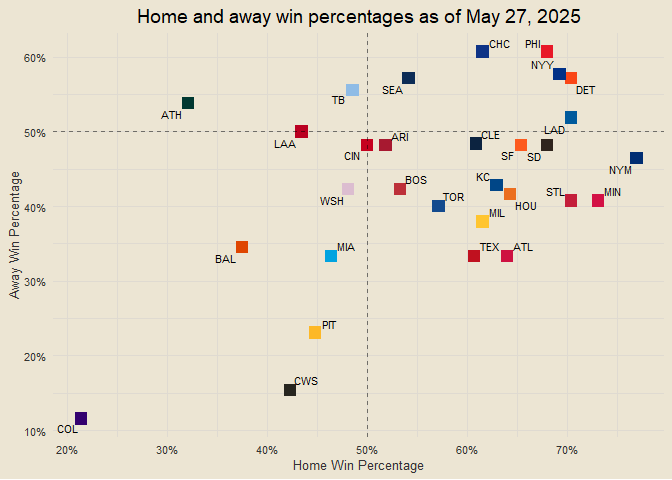 Home and away win percentages as of May 27, 2025
60%
50%
40%
30%
20%
10%
Away Win Percentage
CHC
PHI
NYY
DET
SEA
TB
ATH
LAD
LAA
CIN
ARI
CLE
SF
SD
NYM
KC
BOS
WSH
TOR
HOU
STL
MIN
MIL
BAL
MIA
TEX
ATL
PIT
CWS
COL
20%
30%
40%
50%
60%
70%
Home Win Percentage